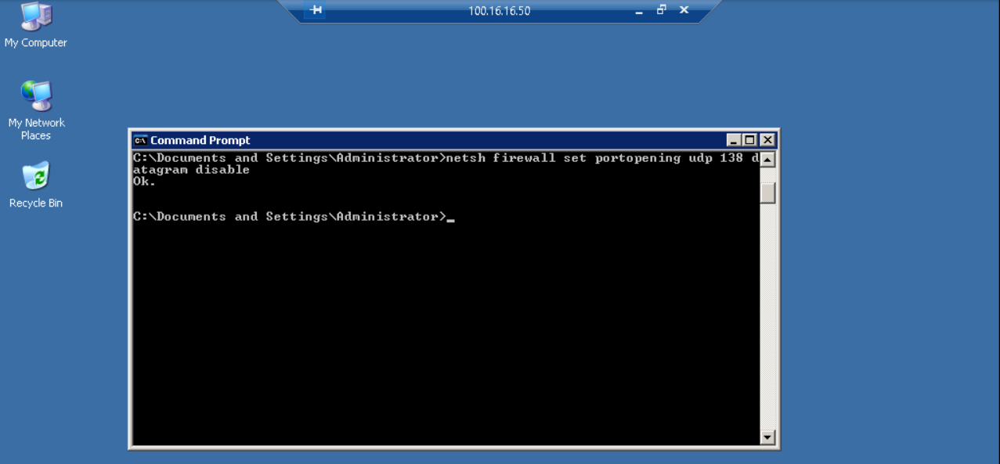 100.16.16.50
My Computer
My Network
Places
Recycle Bin
Command Prompt
C:\Documents and Settings\Administrator>netsh firewall set portopening udp 138 d
atagram disable
Ok.
C:\Documents and Settings\Administrator>_